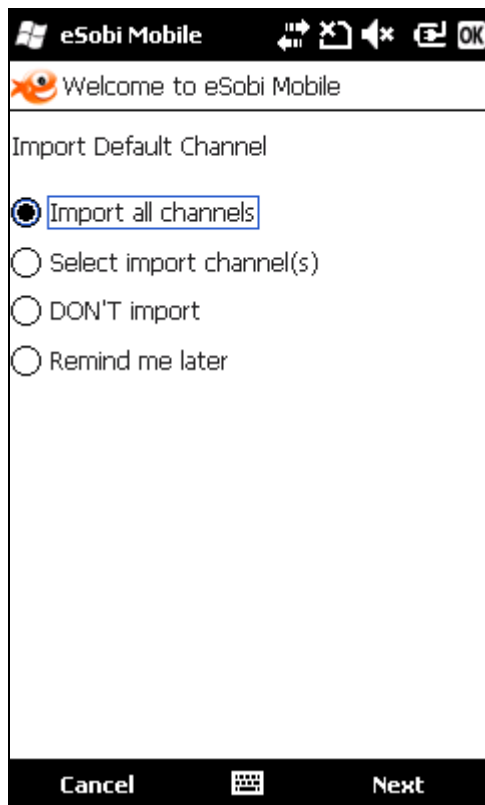 eSobi Mobile
OK
Welcome to eSobi Mobile
Import Default Channel
Import all channels
Select import channel(s)
DON'T import
Remind me later
Cancel
Next